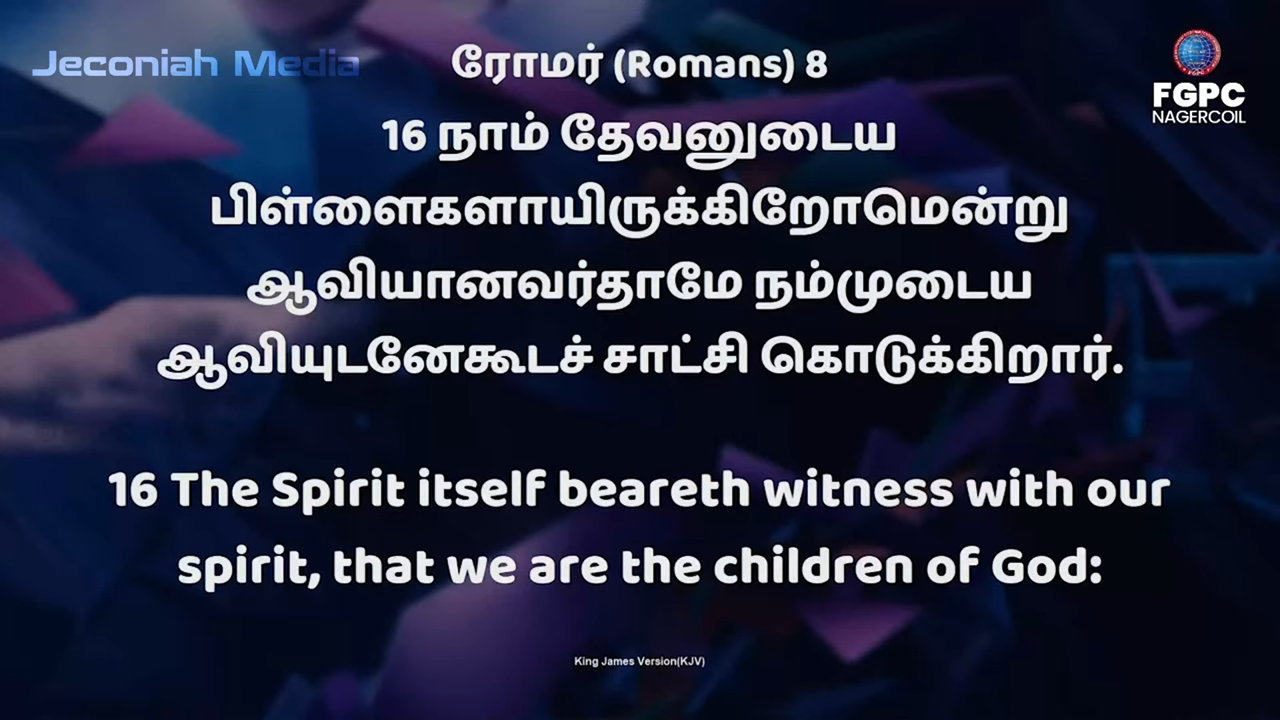 Jeconiah Media
ரோமர் (Romans) 8
FGPC
NAGERCOIL
16 நாம் தேவனுடைய
பிள்ளைகளாயிருக்கிறோமென்று
ஆவியானவர்தாமே நம்முடைய
ஆவியுடனேகூடச் சாட்சி கொடுக்கிறார்.
16 The Spirit itself beareth witness with our
spirit, that we are the children of God:
King James Version(KJV)